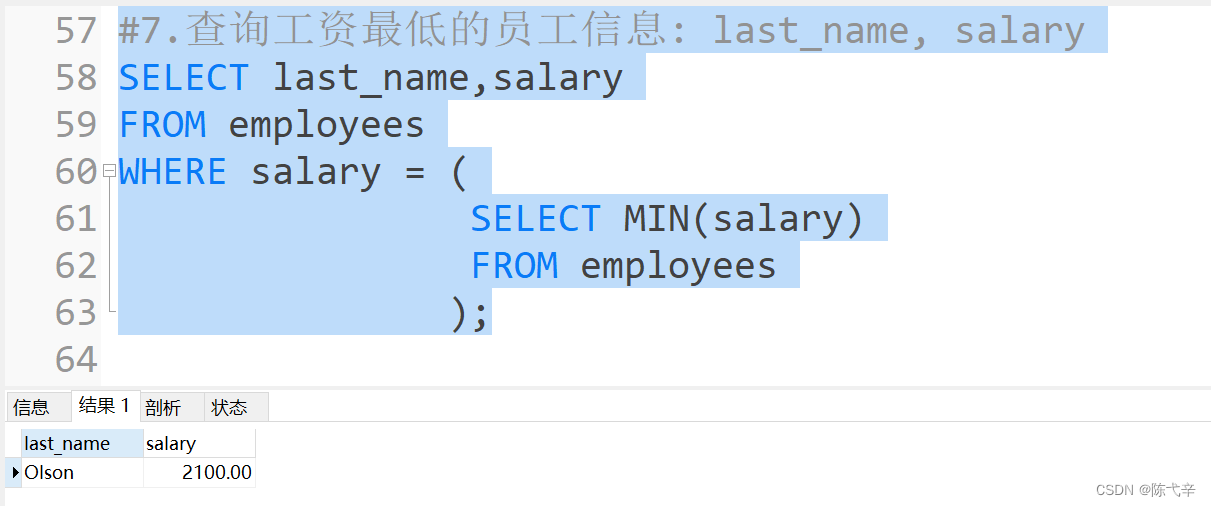 57 #7.查询工资最低的员工信息: last_name, salary
58 SELECT last_name,salary
59 FROM employees
60 WHERE salary = (
61 SELECT MIN(salary)
62 FROM employees
63 );
64
信息 结果 1 剖析 状态
last_name salary
Olson 2100.00
CSDN @陈弋辛